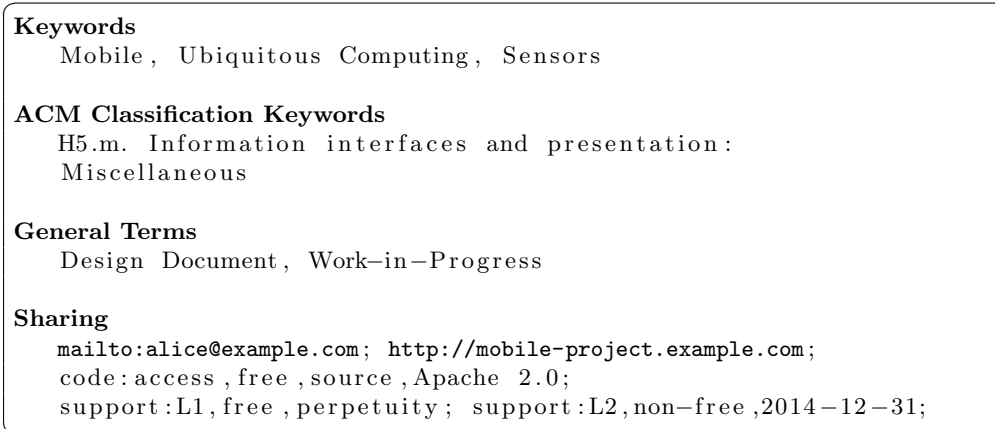 Keywords
Mobile, Ubiquitous Computing, Sensors
ACM Classification Keywords
H5.m. Information interfaces and presentation:
Miscellaneous
General Terms
Design Document, Work-in-Progress
Sharing
mailto:alice@example.com; http://mobile-project.example.com;
code:access,free,source,Apache 2.0;
support:L1,free,perpetuity; support:L2,non-free,2014-12-31;